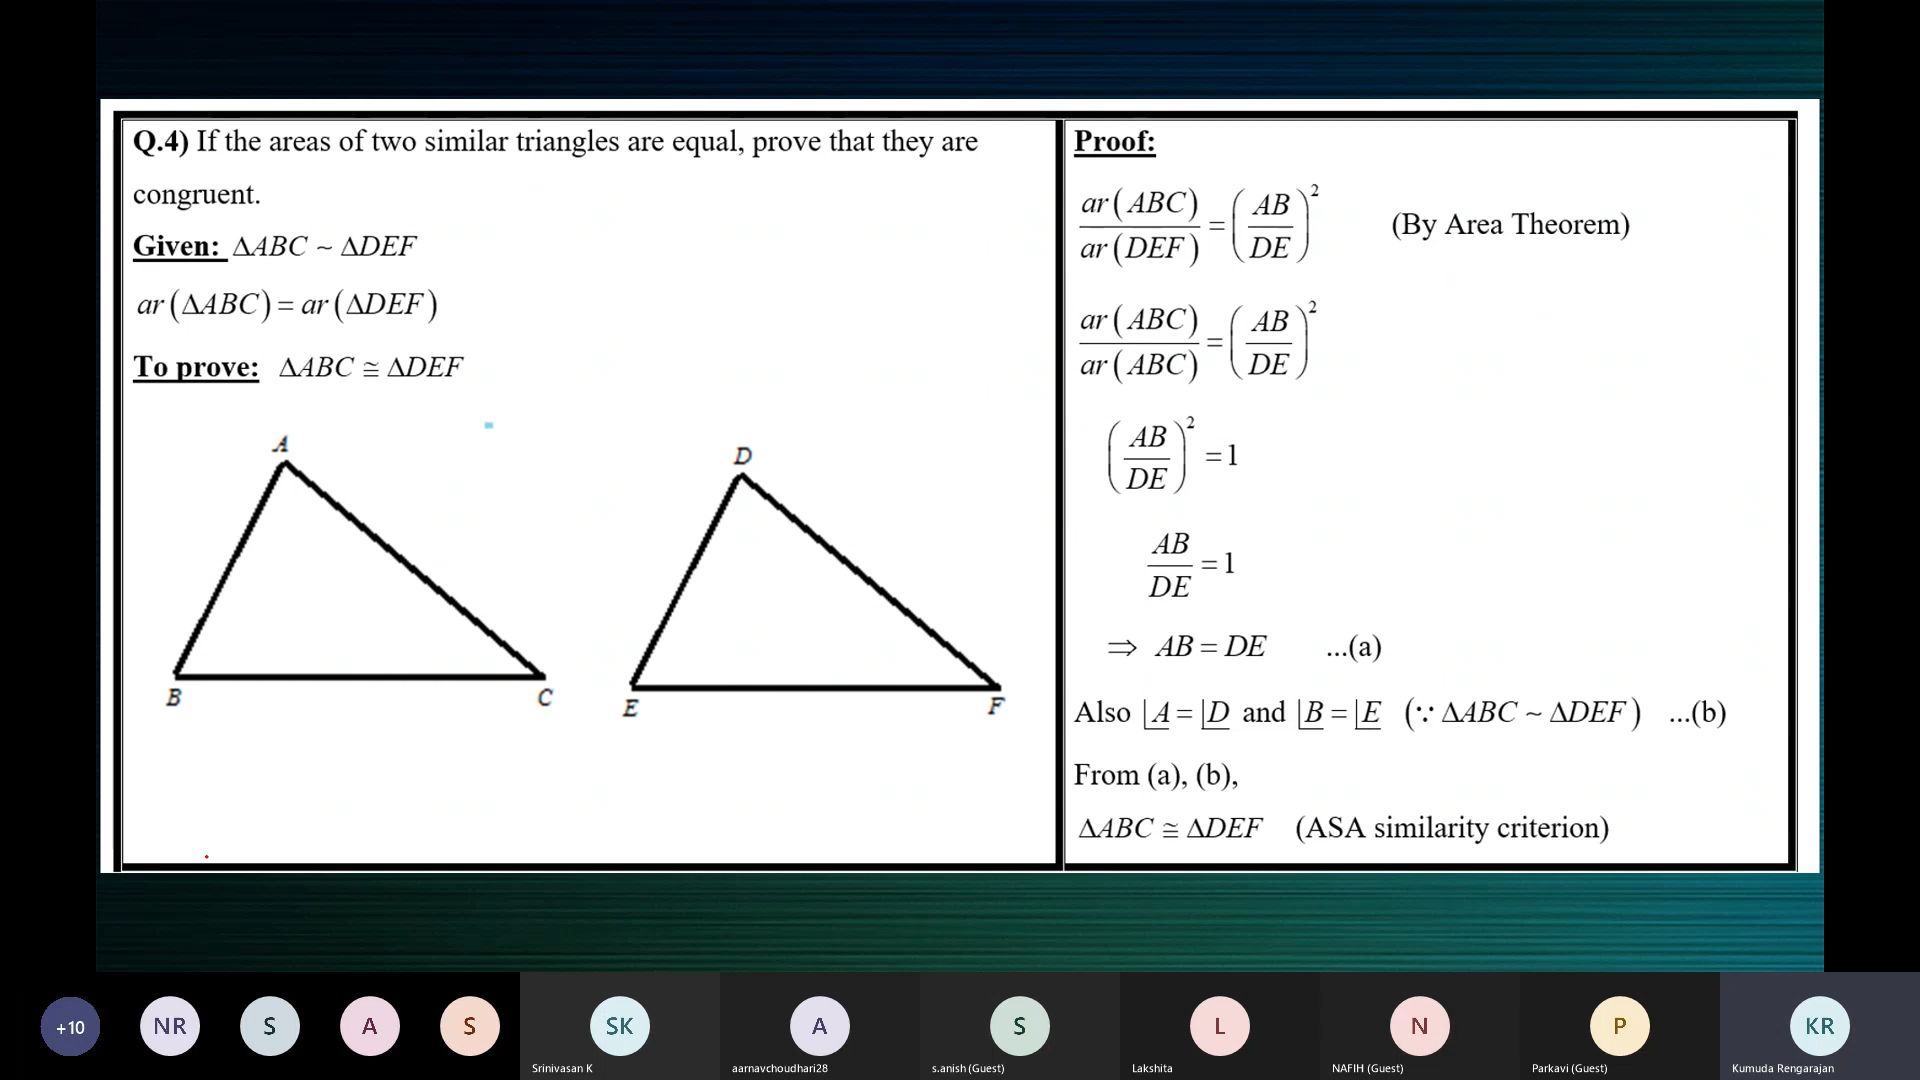 Q.4) If the areas of two similar triangles are equal, prove that they are
congruent.
Given: ΔABC ~ ΔDEF
ar(ΔABC) = ar(ΔDEF)
To prove: ΔABC ≅ ΔDEF
A
D
B
C
E
F
Proof:
ar(ABC)/ar(DEF) = (AB/DE)² (By Area Theorem)
ar(ABC)/ar(ABC) = (AB/DE)²
(AB/DE)² = 1
AB/DE = 1
⇒ AB = DE ...(a)
Also ∠A = ∠D and ∠B = ∠E (∵ ΔABC ~ ΔDEF) ...(b)
From (a), (b),
ΔABC ≅ ΔDEF (ASA similarity criterion)
+10 NR S A S SK A S L N P KR
Srinivasan K aarnavchoudhari28 s.anish (Guest) Lakshita NAFIH (Guest) Parkavi (Guest) Kumuda Rengarajan